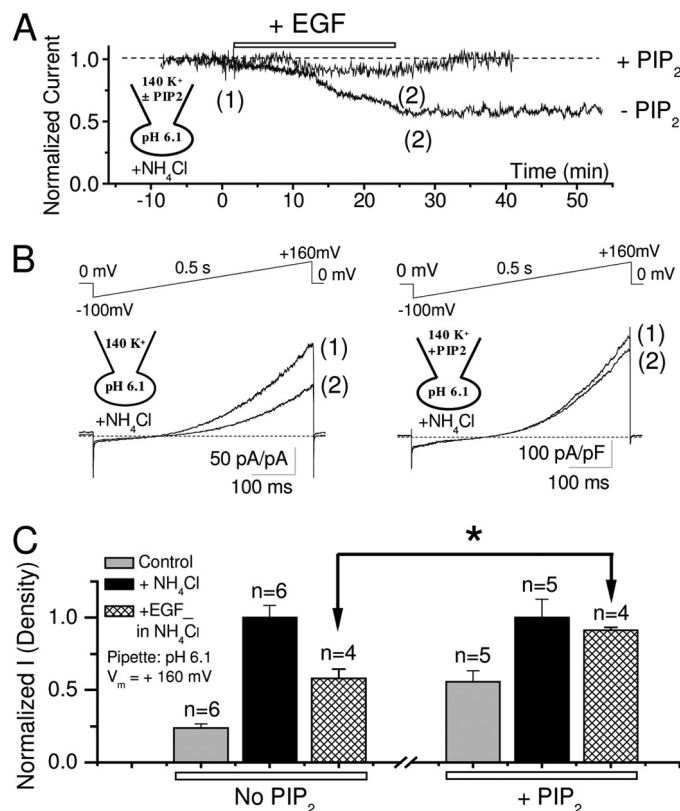 A
+ EGF
Normalized Current
1.0
0.5
0.0
140 K+
± PIP2
pH 6.1
+NH4Cl
(1)
(2)
(2)
+ PIP2
- PIP2
Time (min)
-10 0 10 20 30 40 50
B
0 mV
0.5 s
+160mV
0 mV
-100mV
140 K+
pH 6.1
+NH4Cl
(1)
(2)
50 pA/pA
100 ms
0 mV
0.5 s
+160mV
0 mV
-100mV
140 K+
+PIP2
pH 6.1
+NH4Cl
(1)
(2)
100 pA/pF
100 ms
C
Normalized I (Density)
1.0
0.5
0.0
Control
+ NH4Cl
+EGF_
in NH4Cl
Pipette: pH 6.1
Vm = + 160 mV
n=6
n=6
n=4
*
n=5
n=5
n=4
No PIP2
+ PIP2